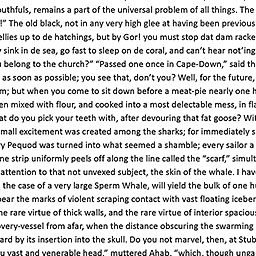 outhfuls, remains a part of the universal problem of all things. The
!" The old black, not in any very high glee at having been previous
ellies up to de hatchings, but by Gor! you must stop dat dam racke
y sink in de sea, go fast to sleep on de coral, and can't hear not'ing
u belong to the church?" "Passed one once in Cape-Down," said th
as soon as possible; you see that, don't you? Well, for the future,
m; but when you come to sit down before a meat-pie nearly one h
en mixed with flour, and cooked into a most delectable mess, in fla
at do you pick your teeth with, after devouring that fat goose? Wit
mall excitement was created among the sharks; for immediately s
ry Pequod was turned into what seemed a shamble; every sailor a
ne strip uniformly peels off along the line called the "scarf," simult
attention to that not unvexed subject, the skin of the whale. I hav
the case of a very large Sperm Whale, will yield the bulk of one hu
bear the marks of violent scraping contact with vast floating iceber
he rare virtue of thick walls, and the rare virtue of interior spacious
overy-vessel from afar, when the distance obscuring the swarming
ard by its insertion into the skull. Do you not marvel, then, at Stub
u vast and venerable head," muttered Ahab, "which, though unga